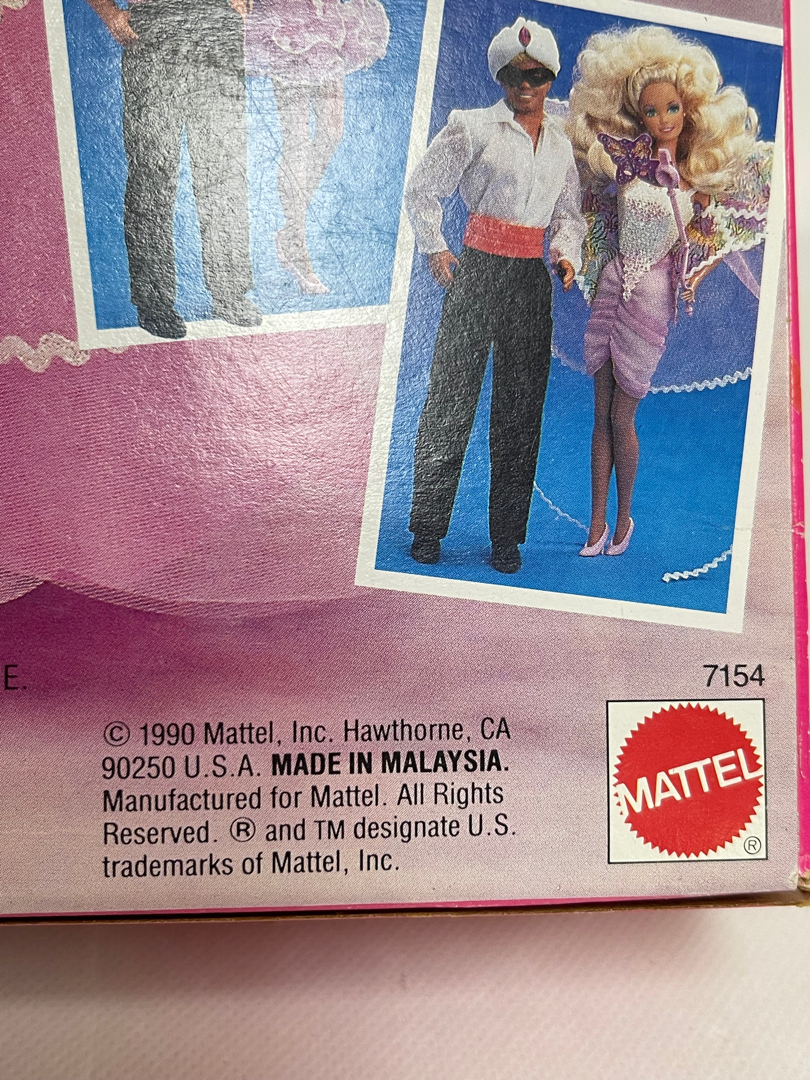 E.
7154
© 1990 Mattel, Inc. Hawthorne, CA
90250 U.S.A. MADE IN MALAYSIA.
Manufactured for Mattel. All Rights
Reserved. ® and TM designate U.S.
trademarks of Mattel, Inc.
MATTEL
®